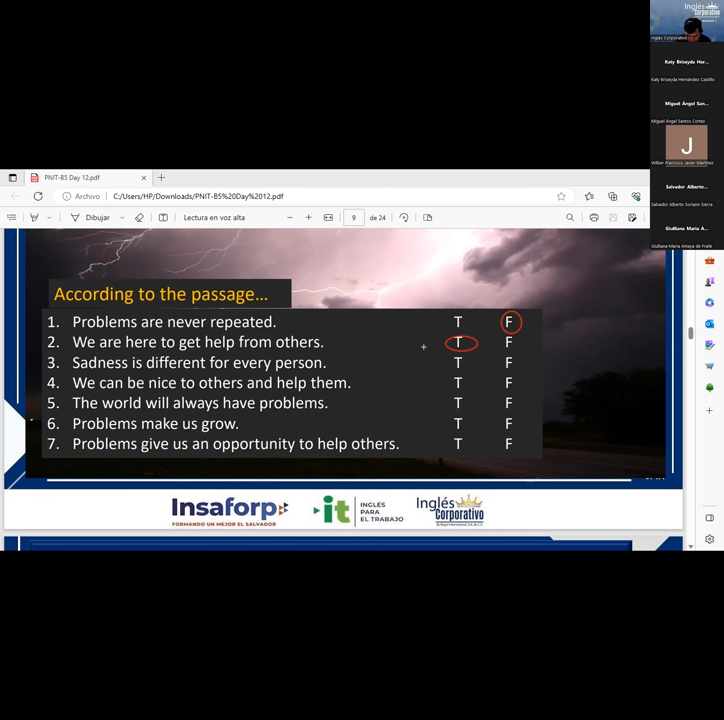 Inglés
Corporativo
Inglés Corporativo
Katy Briseyda Her...
Katy Briseyda Hernández Castillo
Miguel Ángel San...
Miguel Ángel Santos Cortez
J
Wilber Francisco Javier Martínez
Salvador Alberto...
Salvador Alberto Soriano Sierra
Giulliana Maria A...
Giulliana Maria Amaya de Fraile
PNIT-B5 Day 12.pdf
Archivo
C:/Users/HP/Downloads/PNIT-B5%20Day%2012.pdf
Dibujar
Lectura en voz alta
9 de 24
According to the passage...
1. Problems are never repeated. T F
2. We are here to get help from others. T F
3. Sadness is different for every person. T F
4. We can be nice to others and help them. T F
5. The world will always have problems. T F
6. Problems make us grow. T F
7. Problems give us an opportunity to help others. T F
Insaforp
FORMANDO UN MEJOR EL SALVADOR
it
INGLÉS
PARA
EL TRABAJO
Inglés
Corporativo